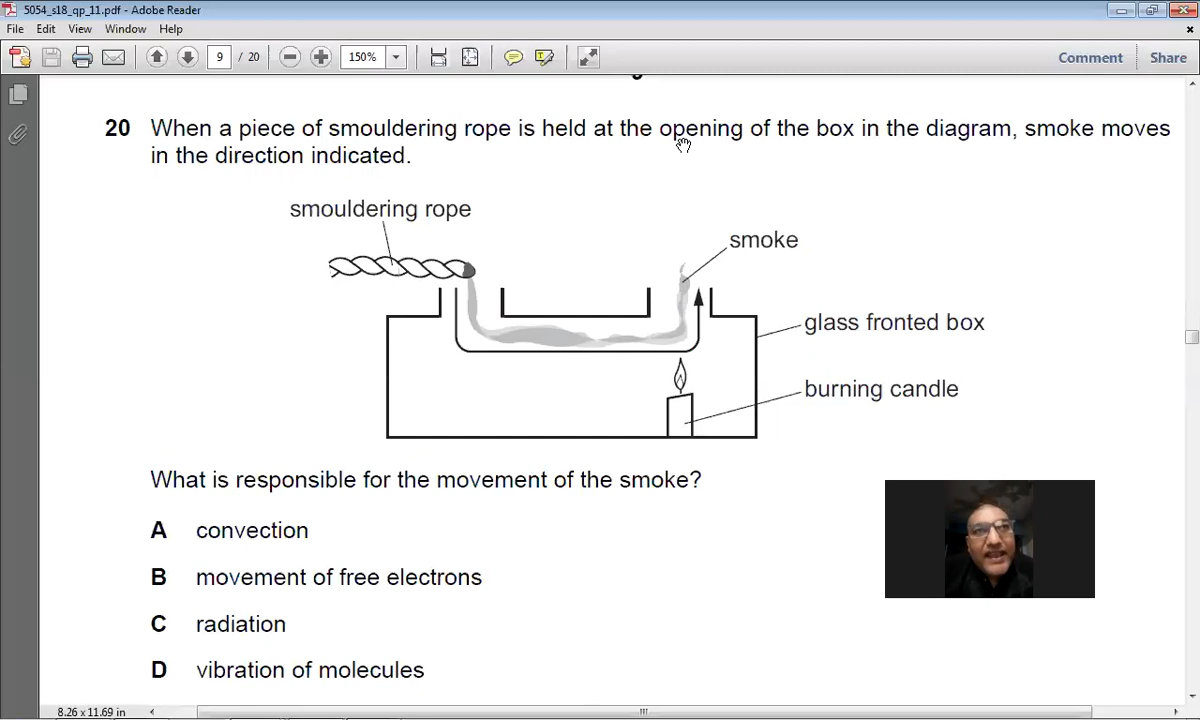 5054_s18_qp_11.pdf - Adobe Reader
File Edit View Window Help
9 / 20 150% Comment Share
20 When a piece of smouldering rope is held at the opening of the box in the diagram, smoke moves
in the direction indicated.
smouldering rope
smoke
glass fronted box
burning candle
What is responsible for the movement of the smoke?
A convection
B movement of free electrons
C radiation
D vibration of molecules
8.26 x 11.69 in